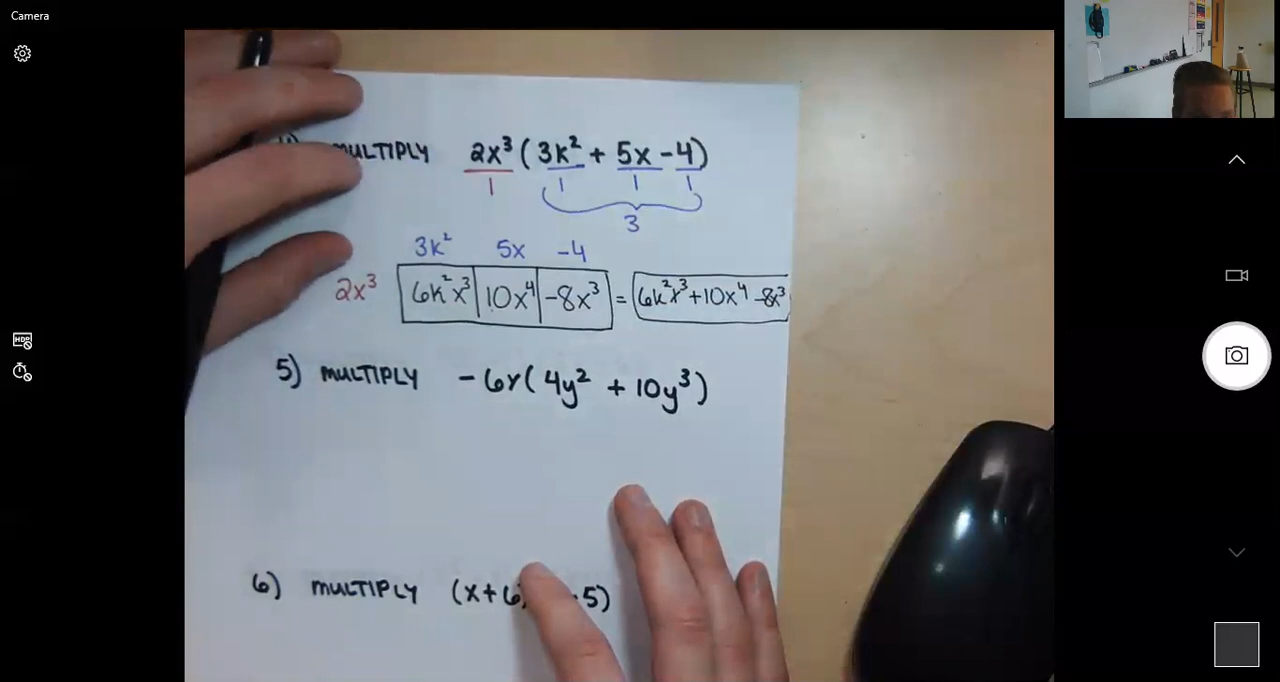 Camera
MULTIPLY 2x³ (3k² + 5x - 4)
1 1 1 1
3
3k² 5x -4
2x³ 6k²x³ 10x⁴ -8x³ = 6k²x³ + 10x⁴ - 8x³
5) MULTIPLY - 6r ( 4y² + 10y³ )
6) MULTIPLY (x+6 5)